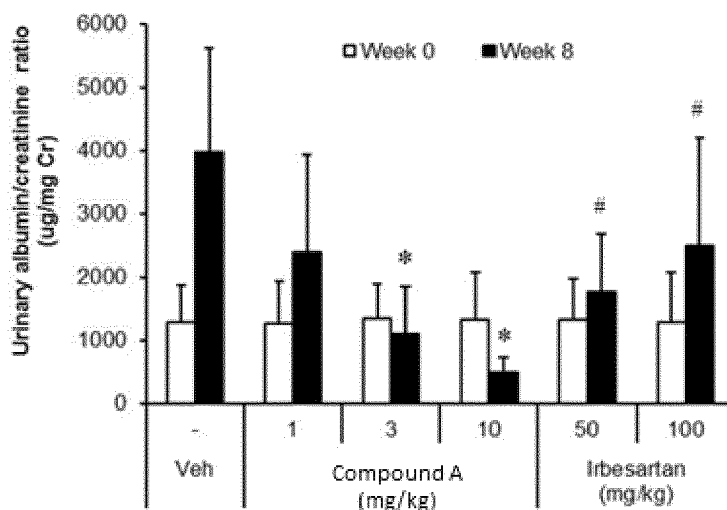 Urinary albumin/creatinine ratio
(ug/mg Cr)
6000
5000
4000
3000
2000
1000
0
Week 0 Week 8
* * # #
- 1 3 10 50 100
Veh Compound A Irbesartan
(mg/kg) (mg/kg)